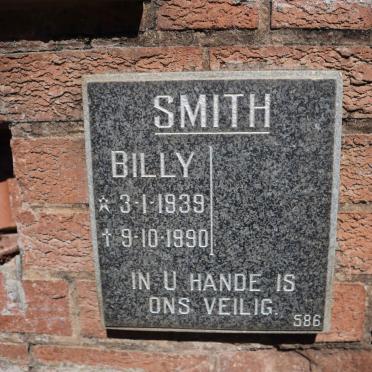 SMITH
BILLY
☆ 3·1·1939
† 9·10·1990
IN U HANDE IS
ONS VEILIG.
586